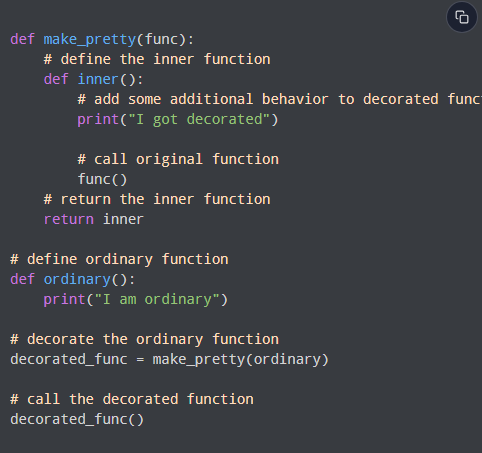 def make_pretty(func):
    # define the inner function
    def inner():
        # add some additional behavior to decorated
        print("I got decorated")

        # call original function
        func()
    # return the inner function
    return inner

# define ordinary function
def ordinary():
    print("I am ordinary")

# decorate the ordinary function
decorated_func = make_pretty(ordinary)

# call the decorated function
decorated_func()